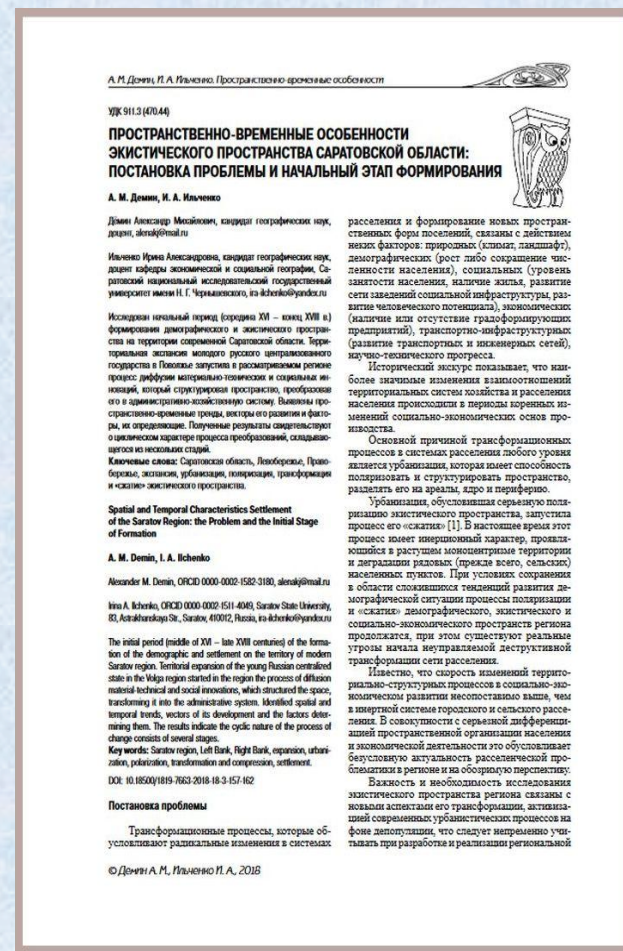 А. М. Демин, И. А. Ильченко. Пространственно-временные особенности
УДК 911.3 (470.44)
ПРОСТРАНСТВЕННО-ВРЕМЕННЫЕ ОСОБЕННОСТИ
ЭКИСТИЧЕСКОГО ПРОСТРАНСТВА САРАТОВСКОЙ ОБЛАСТИ:
ПОСТАНОВКА ПРОБЛЕМЫ И НАЧАЛЬНЫЙ ЭТАП ФОРМИРОВАНИЯ
А. М. Демин, И. А. Ильченко
Дёмин Александр Михайлович, кандидат географических наук,
доцент, alenakj@mail.ru
Ильченко Ирина Александровна, кандидат географических наук,
доцент кафедры экономической и социальной географии, Са-
ратовский национальный исследовательский государственный
университет имени Н. Г. Чернышевского, ira-ilchenko@yandex.ru
Исследован начальный период (середина XVI – конец XVIII в.)
формирования демографического и экистического простран-
ства на территории современной Саратовской области. Терри-
ториальная экспансия молодого русского централизованного
государства в Поволжье запустила в рассматриваемом регионе
процесс диффузии материально-технических и социальных ин-
новаций, который структурировал пространство, преобразовав
его в административно-хозяйственную систему. Выявлены про-
странственно-временные тренды, векторы его развития и факто-
ры, их определяющие. Полученные результаты свидетельствуют
о циклическом характере процесса преобразований, складываю-
щегося из нескольких стадий.
Ключевые слова: Саратовская область, Левобережье, Право-
бережье, экспансия, урбанизация, поляризация, трансформация
и «сжатие» экистического пространства.
Spatial and Temporal Characteristics Settlement
of the Saratov Region: the Problem and the Initial Stage
of Formation
A. M. Demin, I. A. Ilchenko
Alexander M. Demin, ORCID 0000-0002-1582-3180, alenakj@mail.ru
Irina A. Ilchenko, ORCID 0000-0002-1511-4049, Saratov State University,
83, Astrakhanskaya Str., Saratov, 410012, Russia, ira-ilchenko@yandex.ru
The initial period (middle of XVI – late XVIII centuries) of the forma-
tion of the demographic and settlement on the territory of modern
Saratov region. Territorial expansion of the young Russian centralized
state in the Volga region started in the region the process of diffusion
material-technical and social innovations, which structured the space,
transforming it into the administrative system. Identified spatial and
temporal trends, vectors of its development and the factors deter-
mining them. The results indicate the cyclic nature of the process of
change consists of several stages.
Key words: Saratov region, Left Bank, Right Bank, expansion, urbani-
zation, polarization, transformation and compression, settlement.
DOI: 10.18500/1819-7663-2018-18-3-157-162
Постановка проблемы
Трансформационные процессы, которые об-
условливают радикальные изменения в системах
расселения и формирование новых простран-
ственных форм поселений, связаны с действием
неких факторов: природных (климат, ландшафт),
демографических (рост либо сокращение чис-
ленности населения), социальных (уровень
занятости населения, наличие жилья, развитие
сети заведений социальной инфраструктуры, раз-
витие человеческого потенциала), экономических
(наличие или отсутствие градоформирующих
предприятий), транспортно-инфраструктурных
(развитие транспортных и инженерных сетей),
научно-технического прогресса.
Исторический экскурс показывает, что наи-
более значимые изменения взаимоотношений
территориальных систем хозяйства и расселения
населения происходили в периоды коренных из-
менений социально-экономических основ про-
изводства.
Основной причиной трансформационных
процессов в системах расселения любого уровня
является урбанизация, которая имеет способность
поляризовать и структурировать пространство,
разделять его на ареалы, ядро и периферию.
Урбанизация, обусловившая серьезную поля-
ризацию экистического пространства, запустила
процесс его «сжатия» [1]. В настоящее время этот
процесс имеет инерционный характер, проявля-
ющийся в растущем моноцентризме территории
и деградации рядовых (прежде всего, сельских)
населенных пунктов. При условиях сохранения
в области сложившихся тенденций развития де-
мографической ситуации процессы поляризации
и «сжатия» демографического, экистического и
социально-экономического пространств региона
продолжатся, при этом существуют реальные
угрозы начала неуправляемой деструктивной
трансформации сети расселения.
Известно, что скорость изменений террито-
риально-структурных процессов в социально-эко-
номическом развитии несопоставимо выше, чем
в инертной системе городского и сельского рассе-
ления. В совокупности с серьезной дифференци-
ацией пространственной организации населения
и экономической деятельности это обусловливает
безусловную актуальность расселенческой про-
блематики в регионе и на обозримую перспективу.
Важность и необходимость исследования
экистического пространства региона связаны с
новыми аспектами его трансформации, активиза-
цией современных урбанистических процессов на
фоне депопуляции, что следует непременно учи-
тывать при разработке и реализации региональной
© Демин А. М., Ильченко И. А., 2018